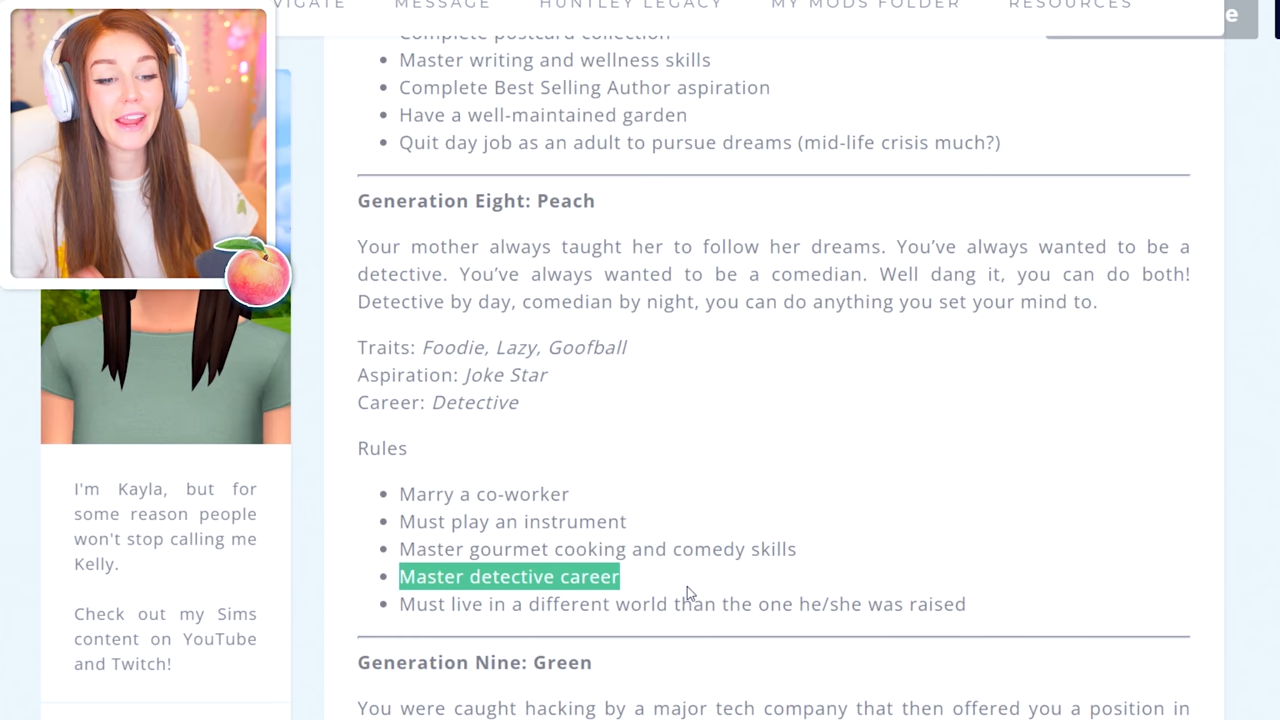 VIGATE MESSAGE HUNTLEY LEGACY MY MODS FOLDER RESOURCES
e
Complete postcard collection
Master writing and wellness skills
Complete Best Selling Author aspiration
Have a well-maintained garden
Quit day job as an adult to pursue dreams (mid-life crisis much?)
Generation Eight: Peach
Your mother always taught her to follow her dreams. You’ve always wanted to be a
detective. You’ve always wanted to be a comedian. Well dang it, you can do both!
Detective by day, comedian by night, you can do anything you set your mind to.
Traits: Foodie, Lazy, Goofball
Aspiration: Joke Star
Career: Detective
Rules
Marry a co-worker
Must play an instrument
Master gourmet cooking and comedy skills
Master detective career
Must live in a different world than the one he/she was raised
Generation Nine: Green
You were caught hacking by a major tech company that then offered you a position in
I'm Kayla, but for
some reason people
won't stop calling me
Kelly.
Check out my Sims
content on YouTube
and Twitch!